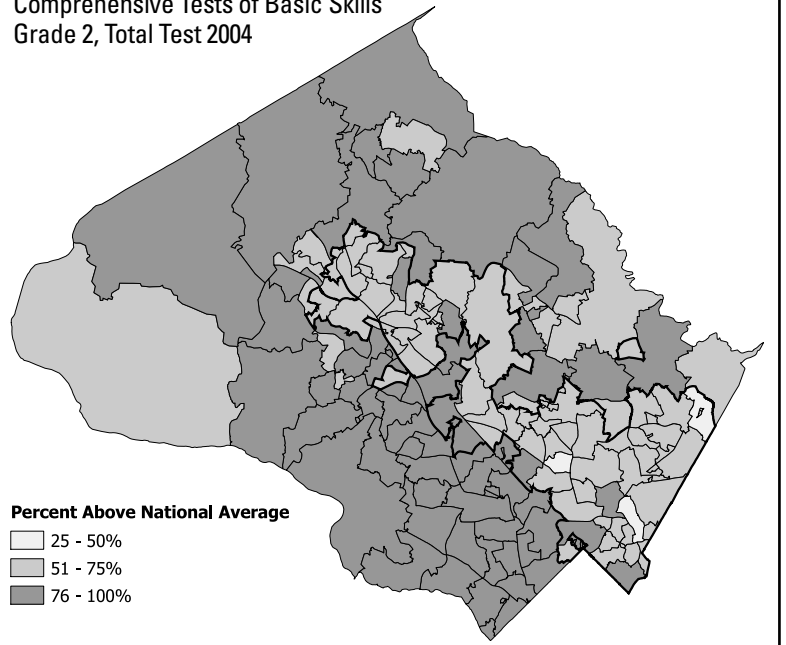 Comprehensive Tests of Basic Skills
Grade 2, Total Test 2004
Percent Above National Average
25 - 50%
51 - 75%
76 - 100%